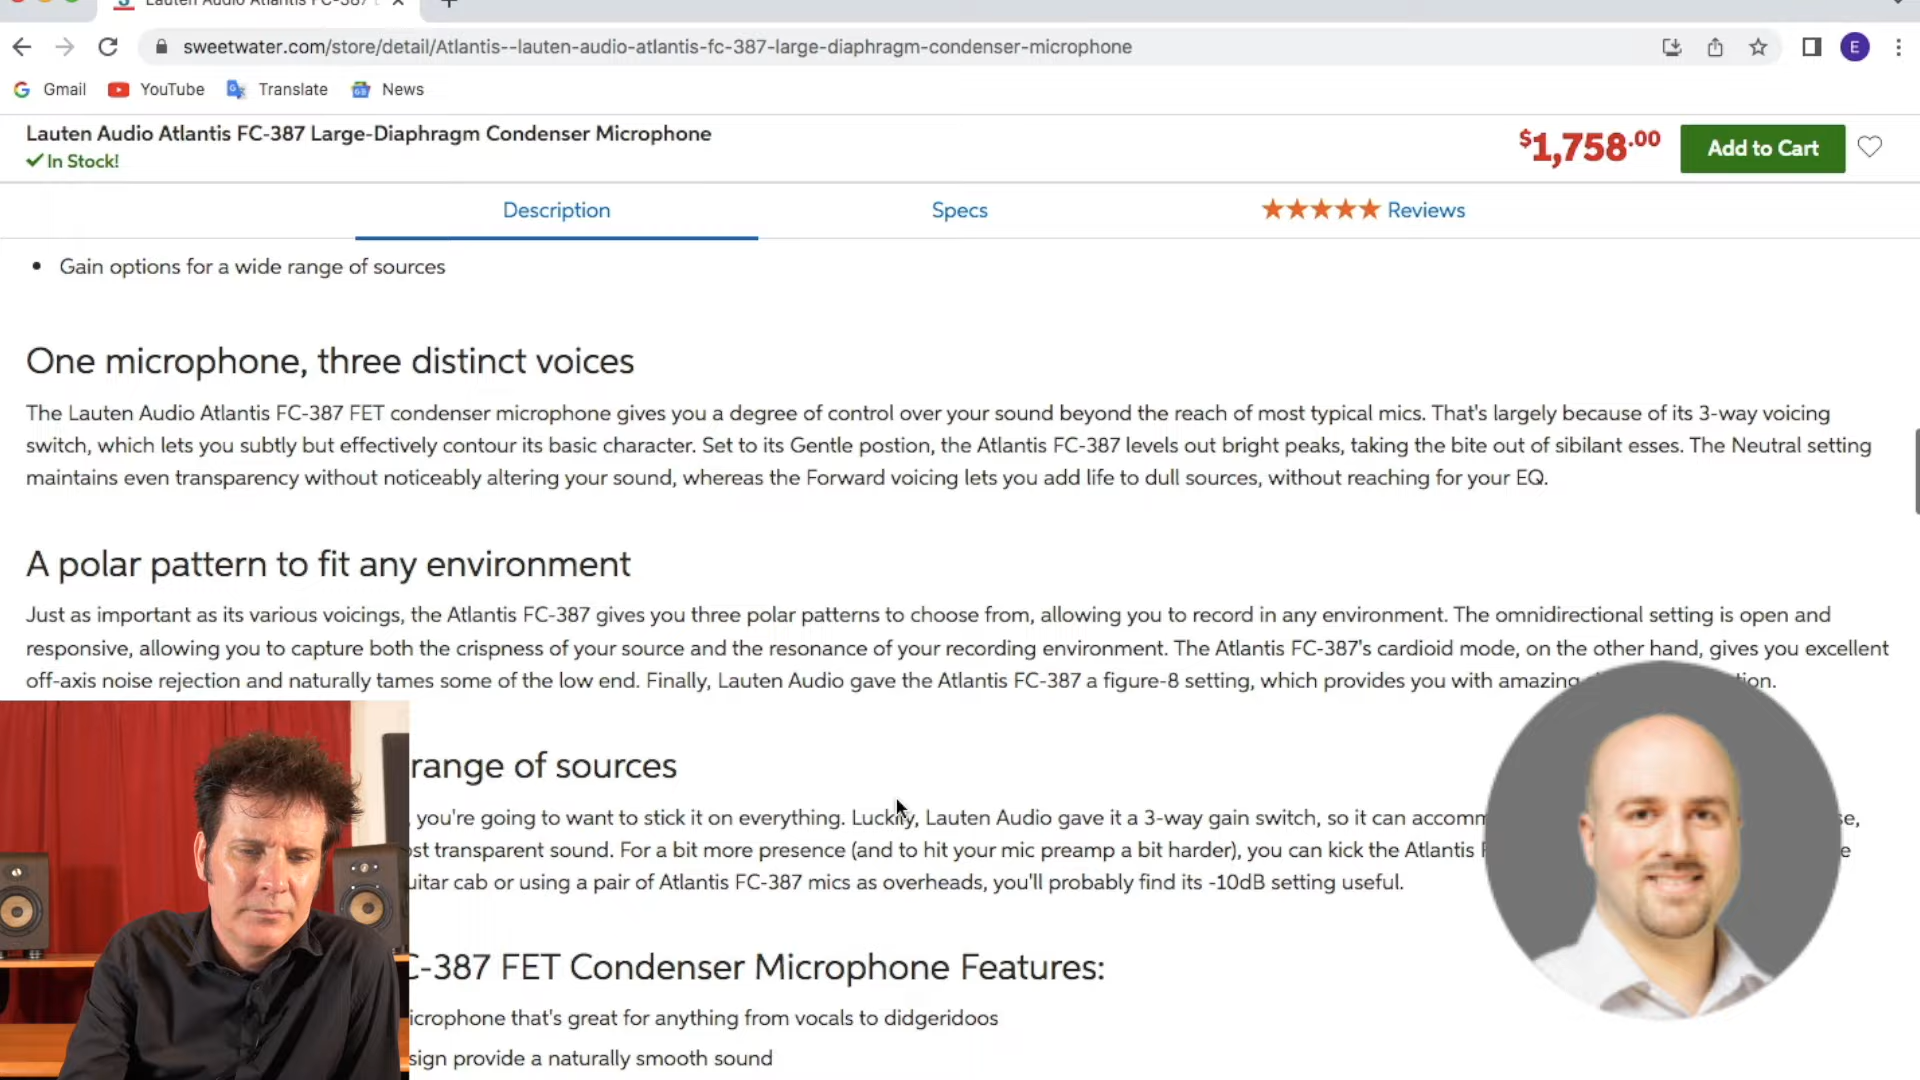 Lauten Audio Atlantis FC-387
sweetwater.com/store/detail/Atlantis--lauten-audio-atlantis-fc-387-large-diaphragm-condenser-microphone
E
Gmail YouTube Translate News
Lauten Audio Atlantis FC-387 Large-Diaphragm Condenser Microphone
In Stock!
$1,758.00
Add to Cart
Description Specs Reviews
• Gain options for a wide range of sources
One microphone, three distinct voices
The Lauten Audio Atlantis FC-387 FET condenser microphone gives you a degree of control over your sound beyond the reach of most typical mics. That's largely because of its 3-way voicing
switch, which lets you subtly but effectively contour its basic character. Set to its Gentle postion, the Atlantis FC-387 levels out bright peaks, taking the bite out of sibilant esses. The Neutral setting
maintains even transparency without noticeably altering your sound, whereas the Forward voicing lets you add life to dull sources, without reaching for your EQ.
A polar pattern to fit any environment
Just as important as its various voicings, the Atlantis FC-387 gives you three polar patterns to choose from, allowing you to record in any environment. The omnidirectional setting is open and
responsive, allowing you to capture both the crispness of your source and the resonance of your recording environment. The Atlantis FC-387's cardioid mode, on the other hand, gives you excellent
off-axis noise rejection and naturally tames some of the low end. Finally, Lauten Audio gave the Atlantis FC-387 a figure-8 setting, which provides you with amazing
range of sources
, you're going to want to stick it on everything. Luckily, Lauten Audio gave it a 3-way gain switch, so it can accomm
st transparent sound. For a bit more presence (and to hit your mic preamp a bit harder), you can kick the Atlantis
uitar cab or using a pair of Atlantis FC-387 mics as overheads, you'll probably find its -10dB setting useful.
C-387 FET Condenser Microphone Features:
icrophone that's great for anything from vocals to didgeridoos
sign provide a naturally smooth sound